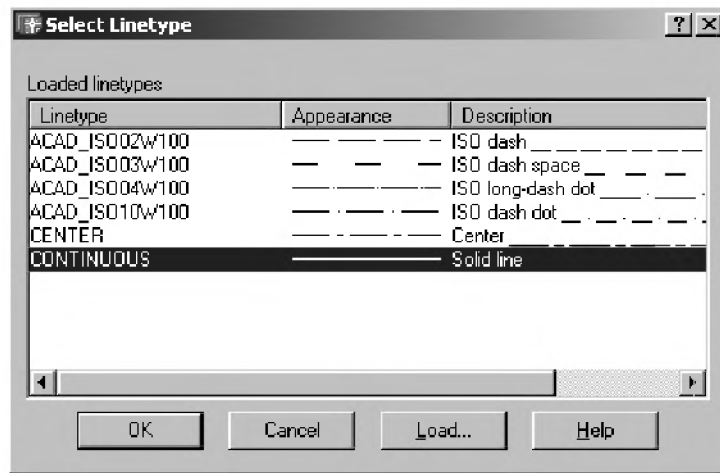 Select Linetype
Loaded linetypes
Linetype Appearance Description
ACAD_ISO02W100 ISO dash
ACAD_ISO03W100 ISO dash space
ACAD_ISO04W100 ISO long-dash dot
ACAD_ISO10W100 ISO dash dot
CENTER Center
CONTINUOUS Solid line
OK Cancel Load... Help